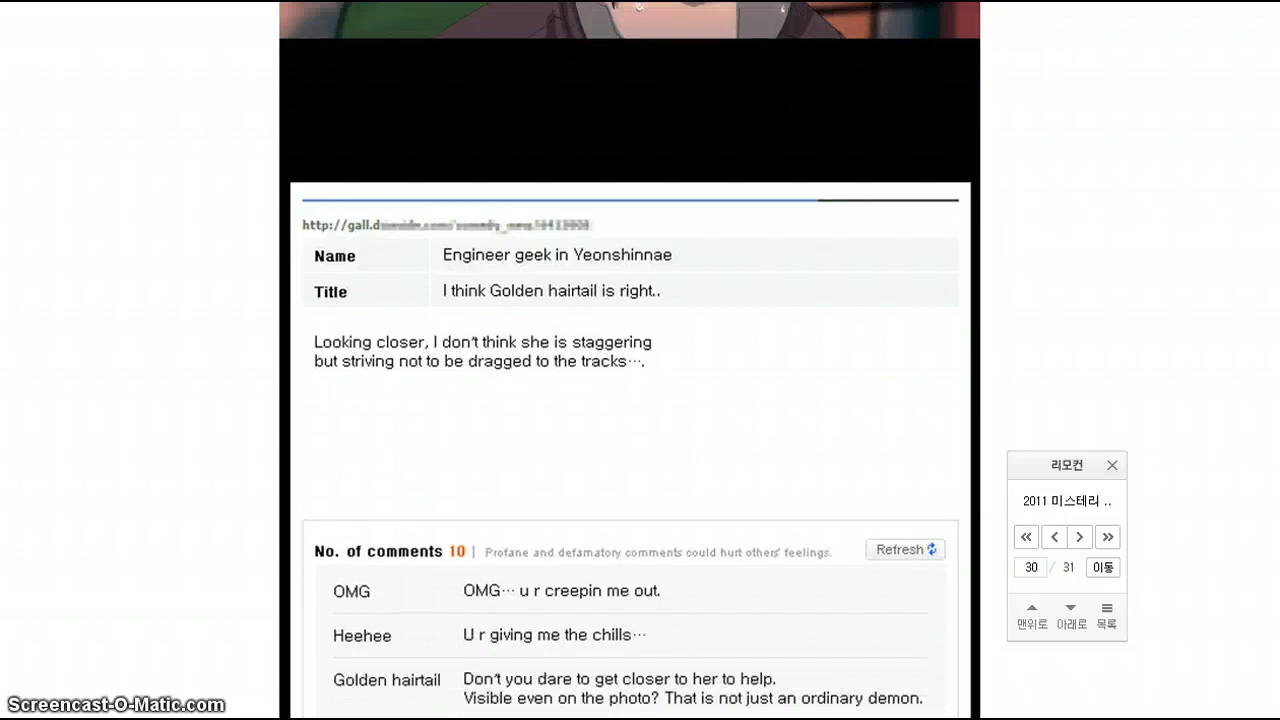 http://gall.d
Name Engineer geek in Yeonshinnae
Title I think Golden hairtail is right..
Looking closer, I don't think she is staggering
but striving not to be dragged to the tracks….
No. of comments 10 | Profane and defamatory comments could hurt others' feelings. Refresh
OMG OMG… u r creepin me out.
Heehee U r giving me the chills…
Golden hairtail Don't you dare to get closer to her to help.
Visible even on the photo? That is not just an ordinary demon.
리모컨
2011 미스테리 ..
30 / 31 이동
맨위로 아래로 목록
Screencast-O-Matic.com